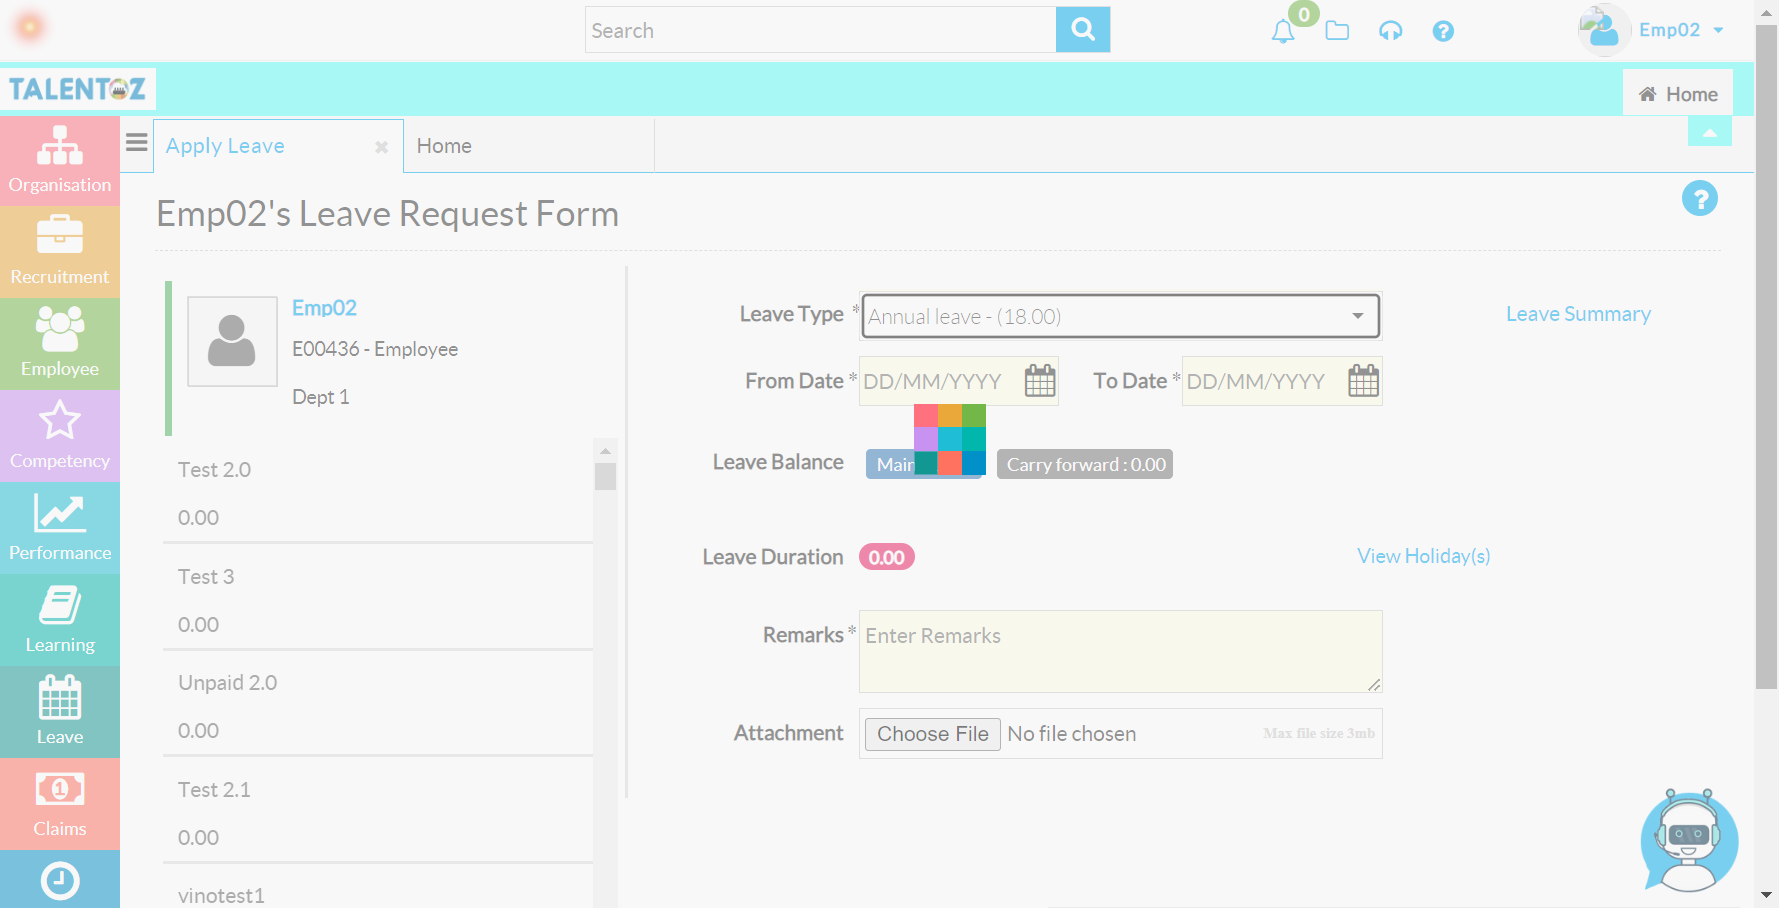 Search
0
Emp02
TALENTOZ
Home
Apply Leave
Home
Organisation
Recruitment
Employee
Competency
Performance
Learning
Leave
Claims
Emp02's Leave Request Form
Emp02
E00436 - Employee
Dept 1
Test 2.0
0.00
Test 3
0.00
Unpaid 2.0
0.00
Test 2.1
0.00
vinotest1
Leave Type * Annual leave - (18.00) Leave Summary
From Date * DD/MM/YYYY To Date * DD/MM/YYYY
Leave Balance Carry forward : 0.00
Leave Duration 0.00 View Holiday(s)
Remarks * Enter Remarks
Attachment Choose File No file chosen Max file size 3mb